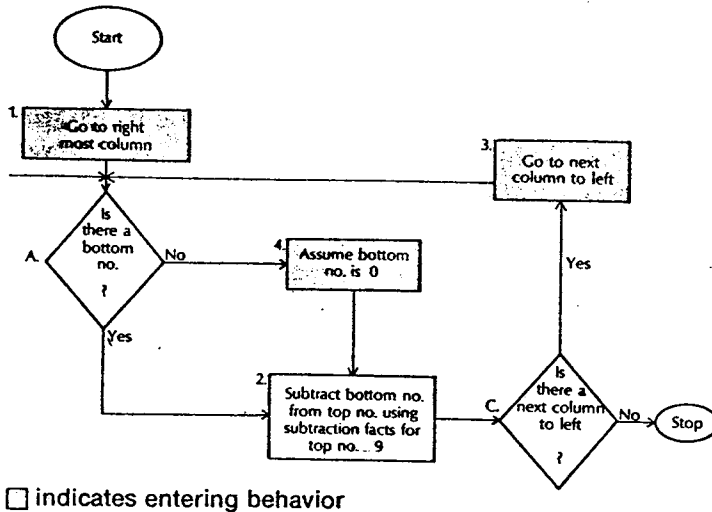 Start
1.
Go to right
most column
3.
Go to next
column to left
A.
Is
there a
bottom
no.
?
No
Yes
4.
Assume bottom
no. is 0
2.
Subtract bottom no.
from top no. using
subtraction facts for
top no... 9
C.
Is
there a
next column
to left
?
Yes
No
Stop
indicates entering behavior